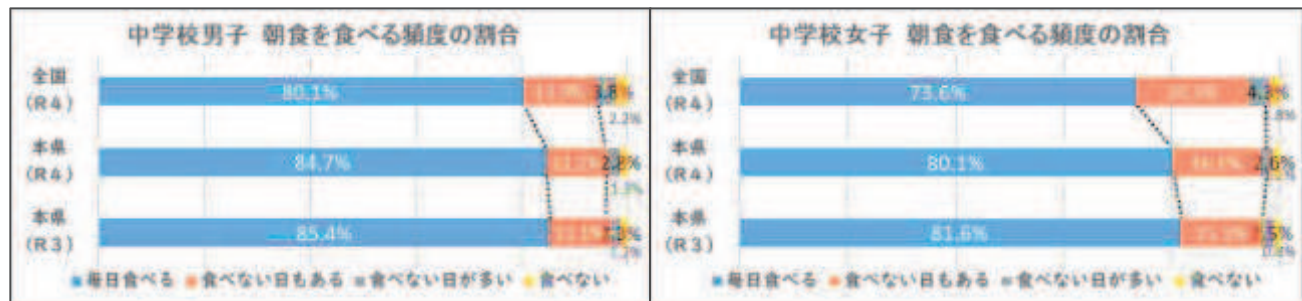 中学校男子 朝食を食べる頻度の割合
全国
(R4)
80.1%
3.8%
2.2%
本県
(R4)
84.7%
2.8%
本県
(R3)
85.4%
■毎日食べる ■食べない日もある ■食べない日が多い ■食べない
中学校女子 朝食を食べる頻度の割合
全国
(R4)
73.6%
4.3%
本県
(R4)
80.1%
2.6%
本県
(R3)
81.6%
■毎日食べる ■食べない日もある ■食べない日が多い ■食べない